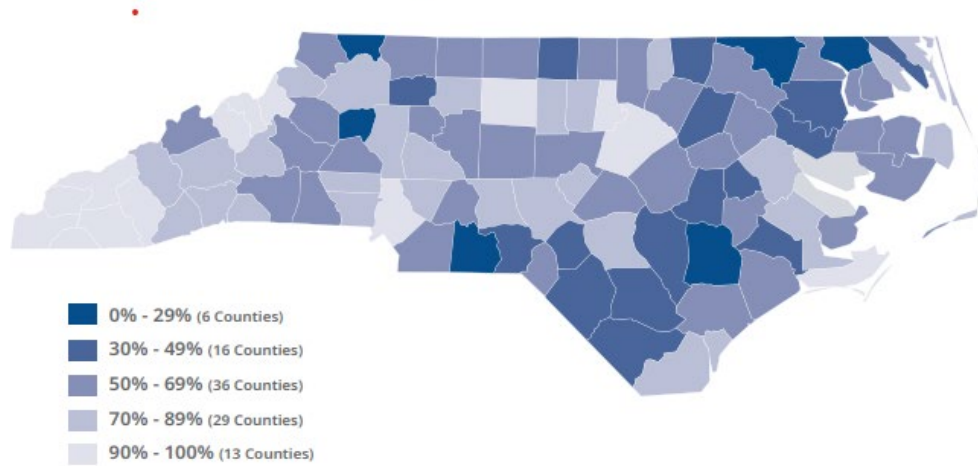 0% - 29% (6 Counties)
30% - 49% (16 Counties)
50% - 69% (36 Counties)
70% - 89% (29 Counties)
90% - 100% (13 Counties)